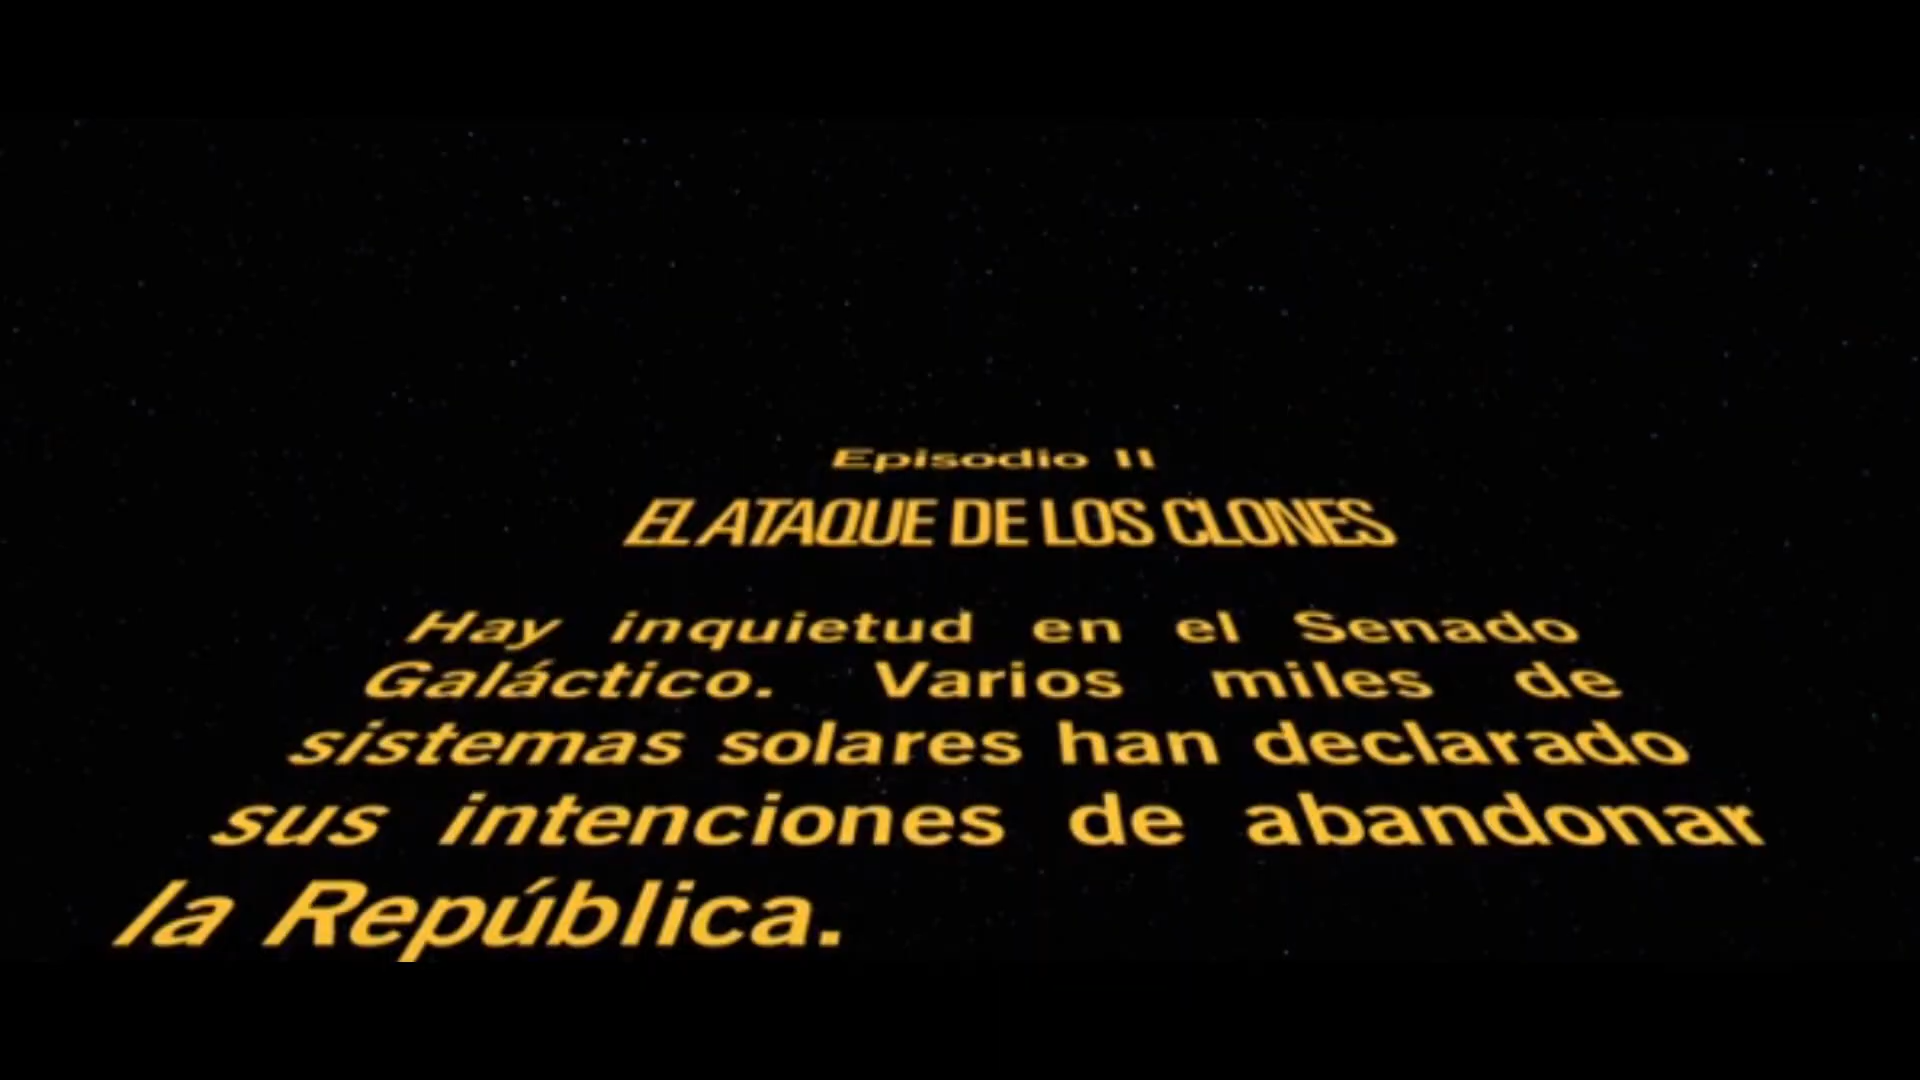 Episodio II
EL ATAQUE DE LOS CLONES
Hay inquietud en el Senado
Galáctico. Varios miles de
sistemas solares han declarado
sus intenciones de abandonar
la República.